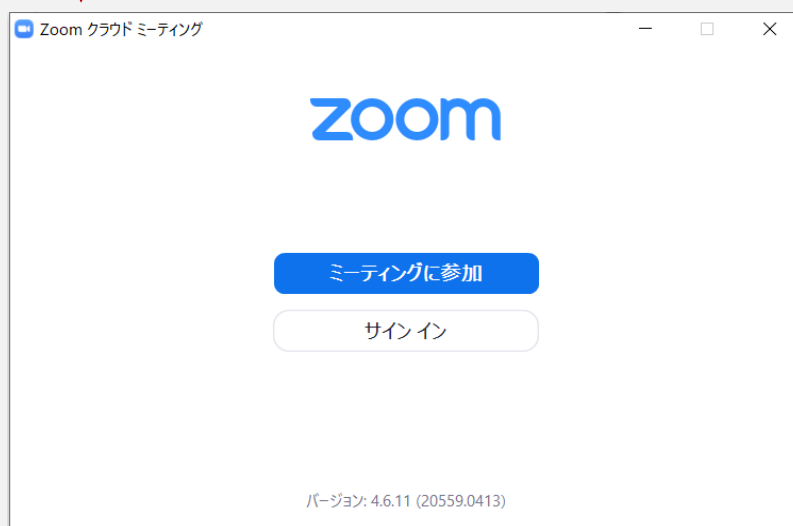 Zoom クラウド ミーティング
zoom
ミーティングに参加
サイン イン
バージョン: 4.6.11 (20559.0413)